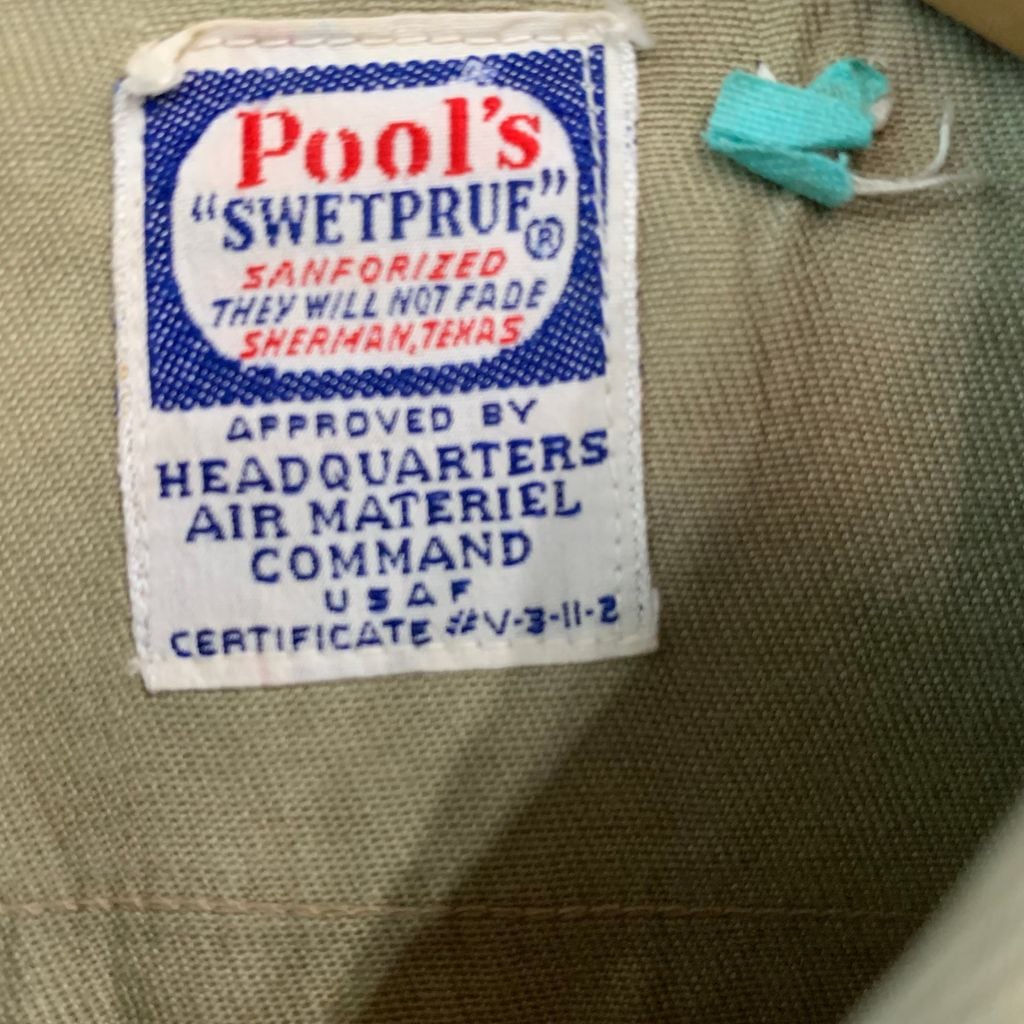 Pool's
"SWETPRUF"®
SANFORIZED
THEY WILL NOT FADE
SHERMAN, TEXAS
APPROVED BY
HEADQUARTERS
AIR MATERIEL
COMMAND
USAF
CERTIFICATE #V-3-11-2